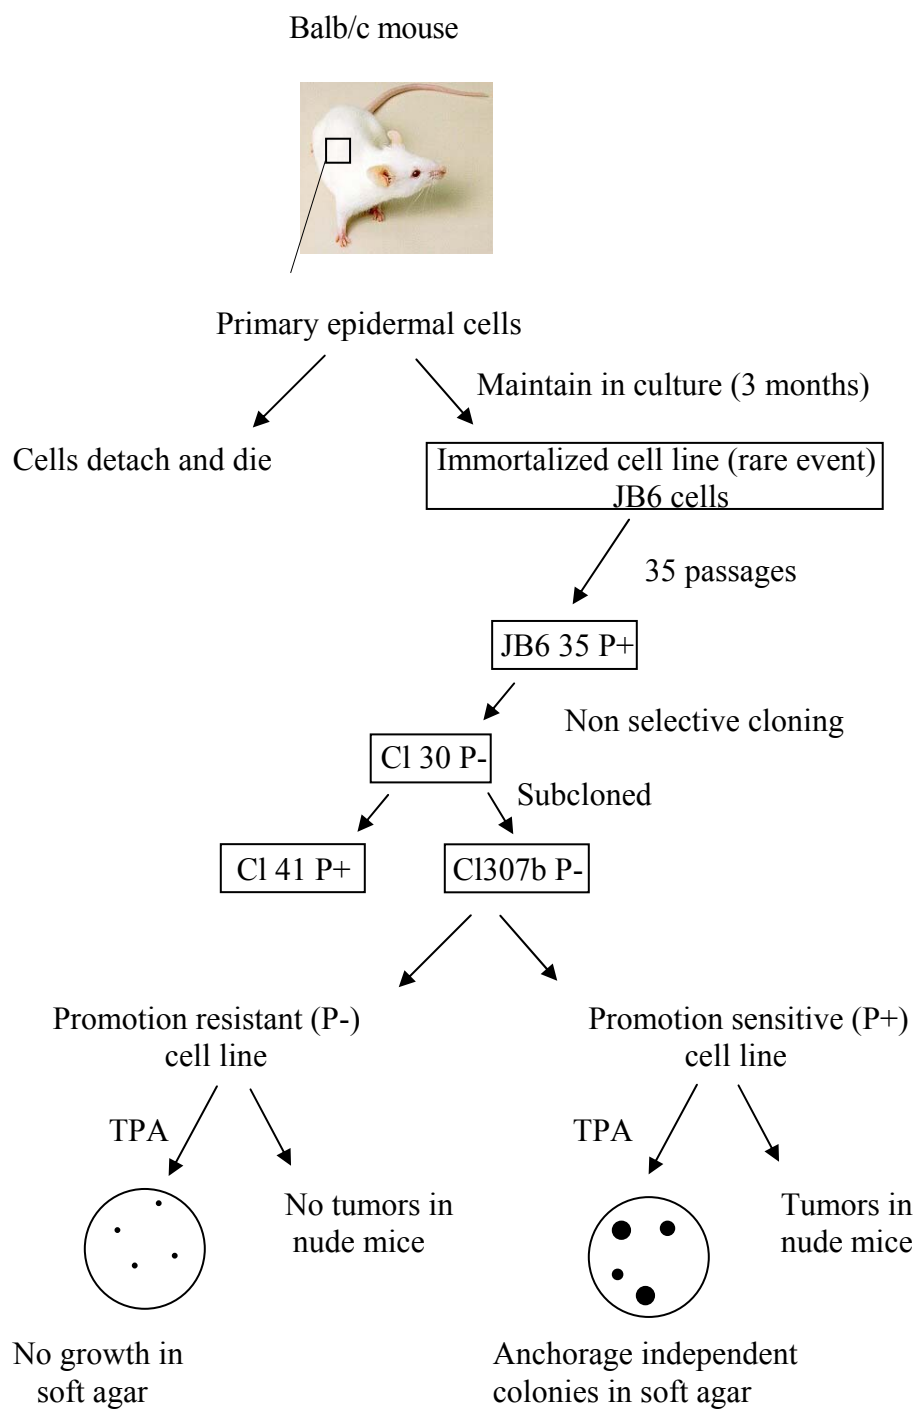 Balb/c mouse
Primary epidermal cells
Maintain in culture (3 months)
Cells detach and die
Immortalized cell line (rare event)
JB6 cells
35 passages
JB6 35 P+
Non selective cloning
Cl 30 P-
Subcloned
Cl 41 P+
Cl307b P-
Promotion resistant (P-)
cell line
Promotion sensitive (P+)
cell line
TPA
TPA
No tumors in
nude mice
Tumors in
nude mice
No growth in
soft agar
Anchorage independent
colonies in soft agar